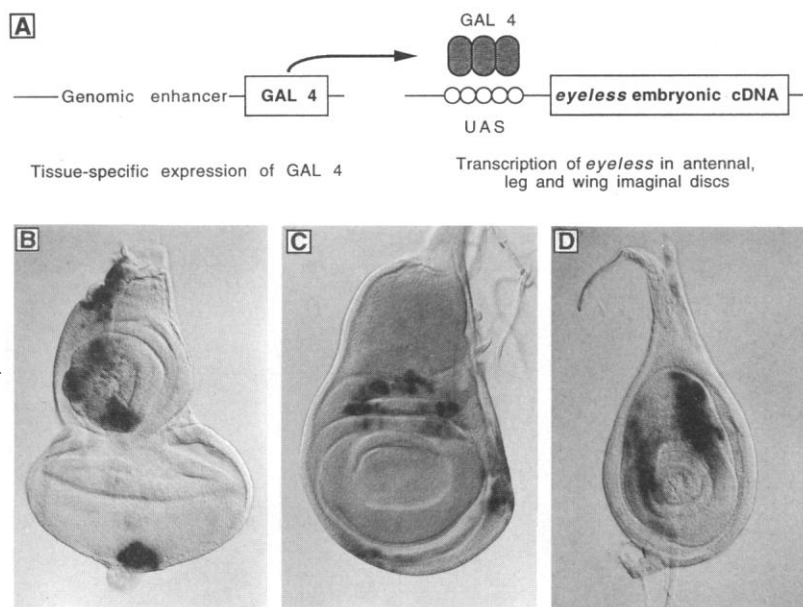 A
GAL 4
Genomic enhancer
GAL 4
eyeless embryonic cDNA
UAS
Tissue-specific expression of GAL 4
Transcription of eyeless in antennal,
leg and wing imaginal discs
B
C
D